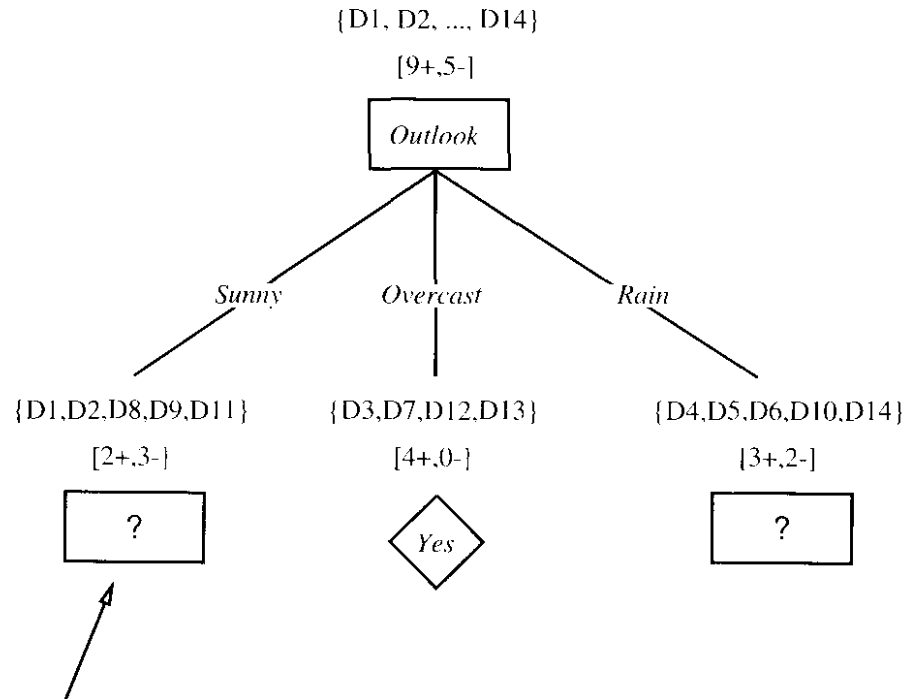 {D1, D2, ..., D14}
[9+,5-]
Outlook
Sunny Overcast Rain
{D1,D2,D8,D9,D11} {D3,D7,D12,D13} {D4,D5,D6,D10,D14}
[2+,3-] [4+,0-] [3+,2-]
? Yes ?